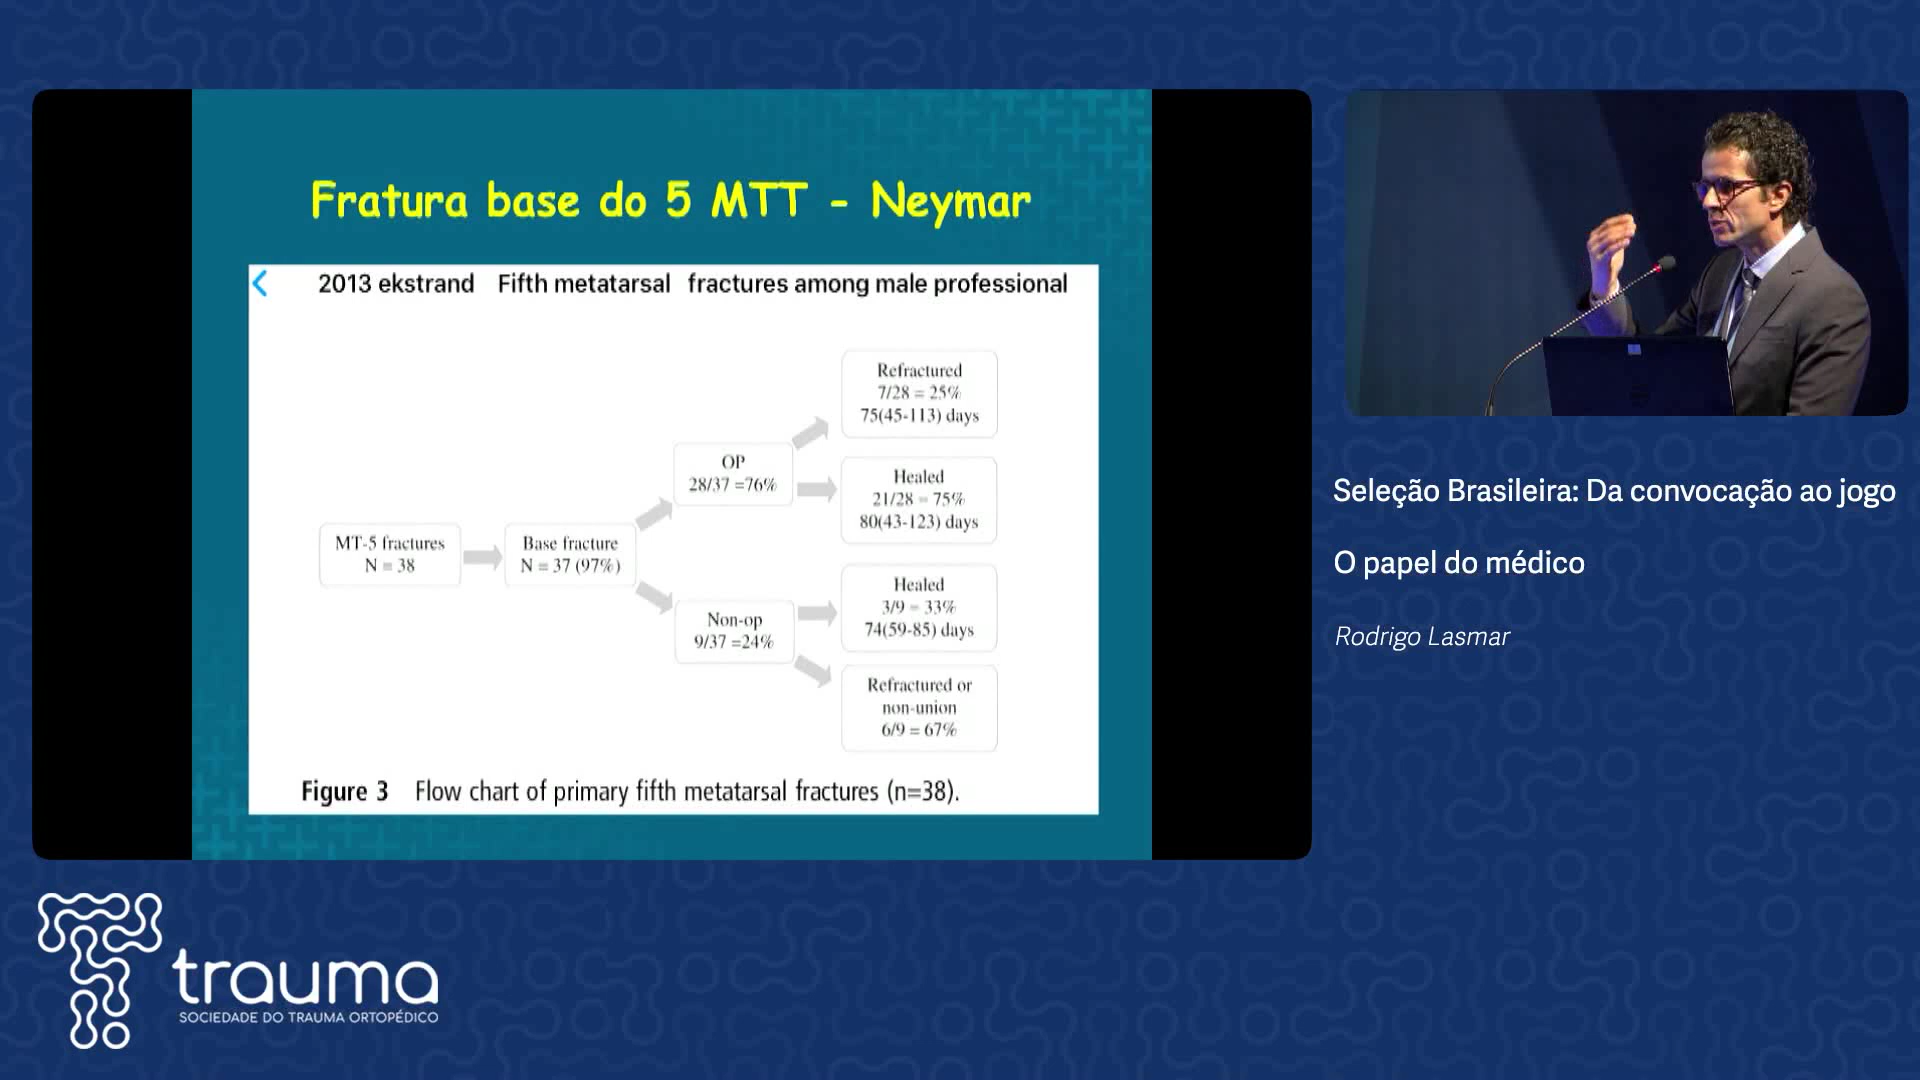 Fratura base do 5 MTT - Neymar
2013 ekstrand Fifth metatarsal fractures among male professional
Refractured
7/28 = 25%
75(45-113) days
OP
28/37 =76%
Healed
21/28 = 75%
80(43-123) days
MT-5 fractures
N = 38
Base fracture
N = 37 (97%)
Healed
3/9 = 33%
74(59-85) days
Non-op
9/37 =24%
Refractured or
non-union
6/9 = 67%
Figure 3 Flow chart of primary fifth metatarsal fractures (n=38).
Seleção Brasileira: Da convocação ao jogo
O papel do médico
Rodrigo Lasmar
trauma
SOCIEDADE DO TRAUMA ORTOPÉDICO